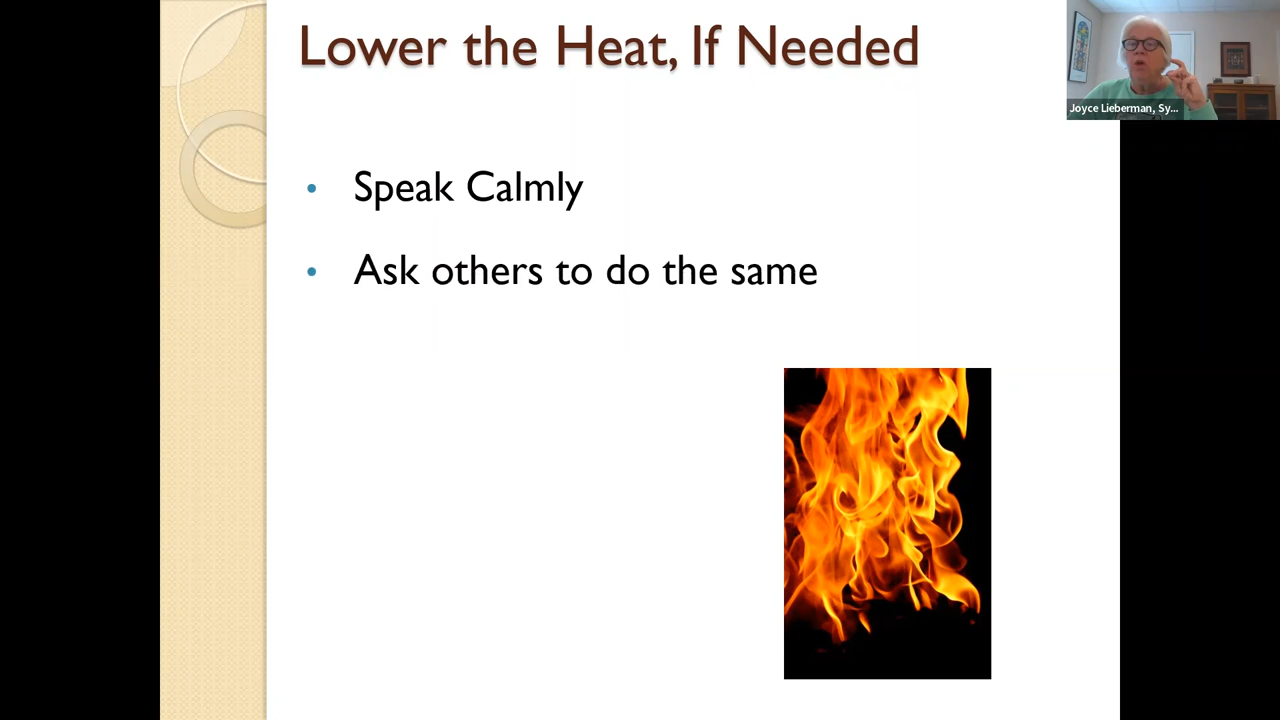 Lower the Heat, If Needed
Joyce Lieberman, Sy...
• Speak Calmly
• Ask others to do the same